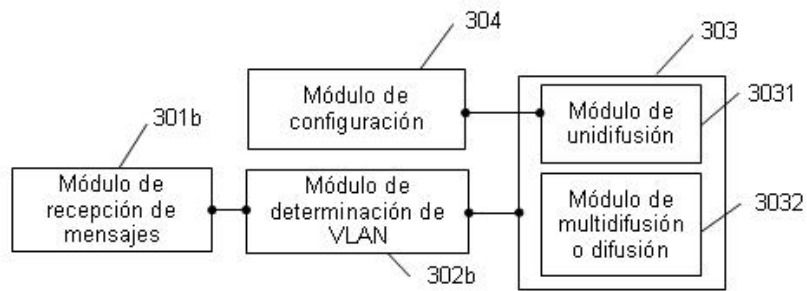 304
303
Módulo de
configuración
Módulo de
unidifusión
3031
301b
Módulo de
recepción de
mensajes
Módulo de
determinación de
VLAN
Módulo de
multidifusión
o difusión
3032
302b